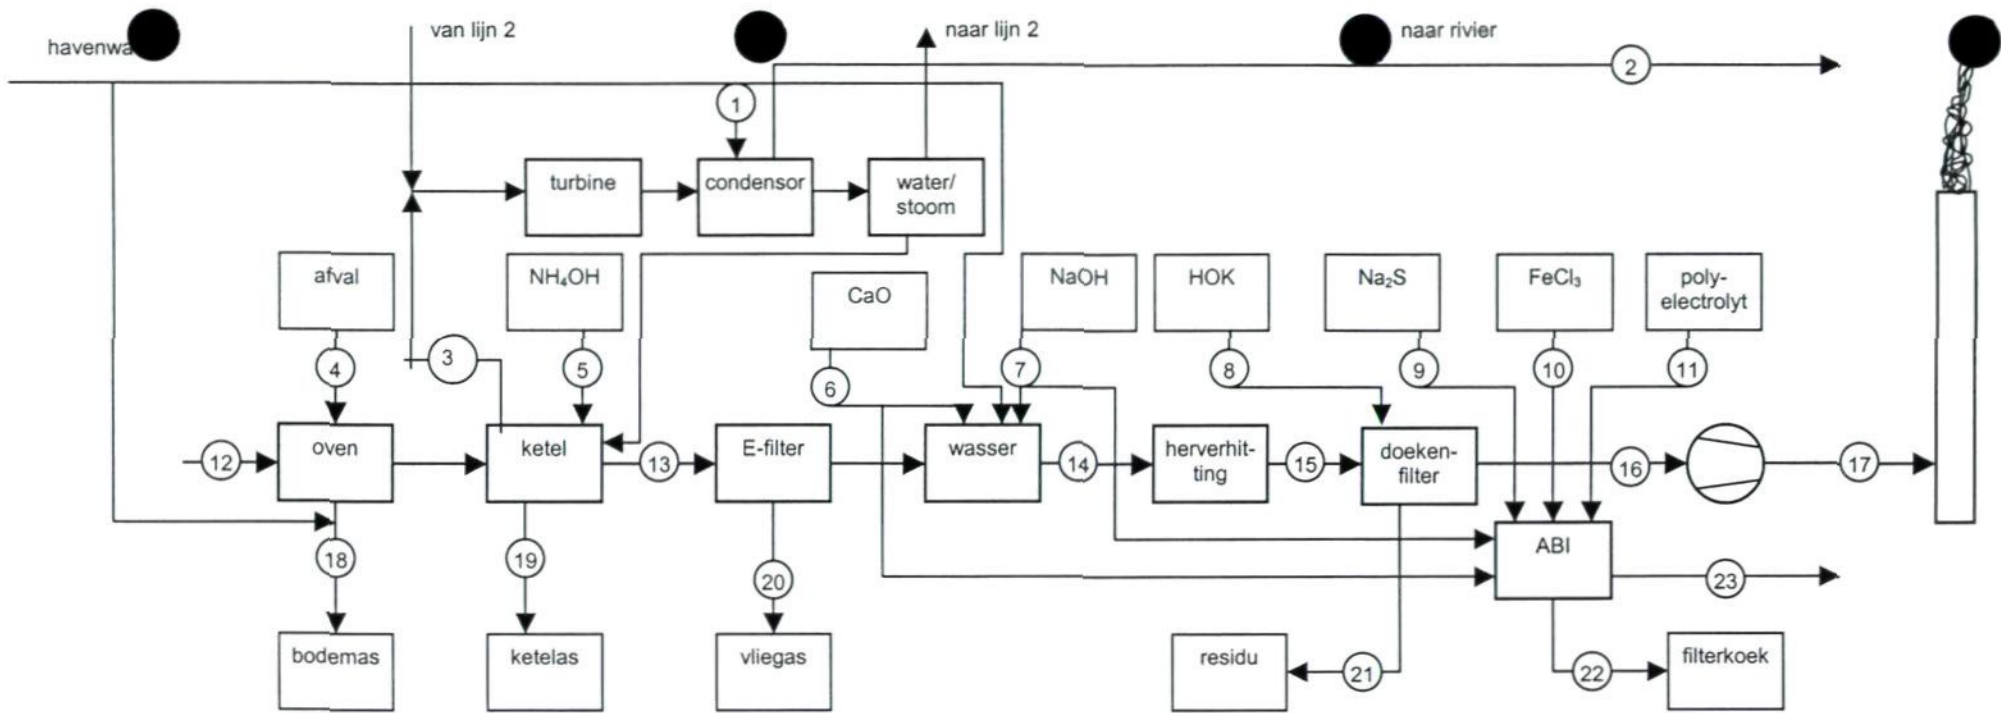 van lijn 2
naar lijn 2
naar rivier
2
1
turbine
condensor
water/
stoom
afval
NH₄OH
CaO
NaOH
HOK
Na₂S
FeCl₃
poly-
electrolyt
3
4
5
6
7
8
9
10
11
oven
ketel
E-filter
wasser
herverhit-
ting
doeken-
filter
12
13
14
15
16
17
ABI
18
19
20
23
bodemas
ketelas
vliegas
residu
21
22
filterkoek